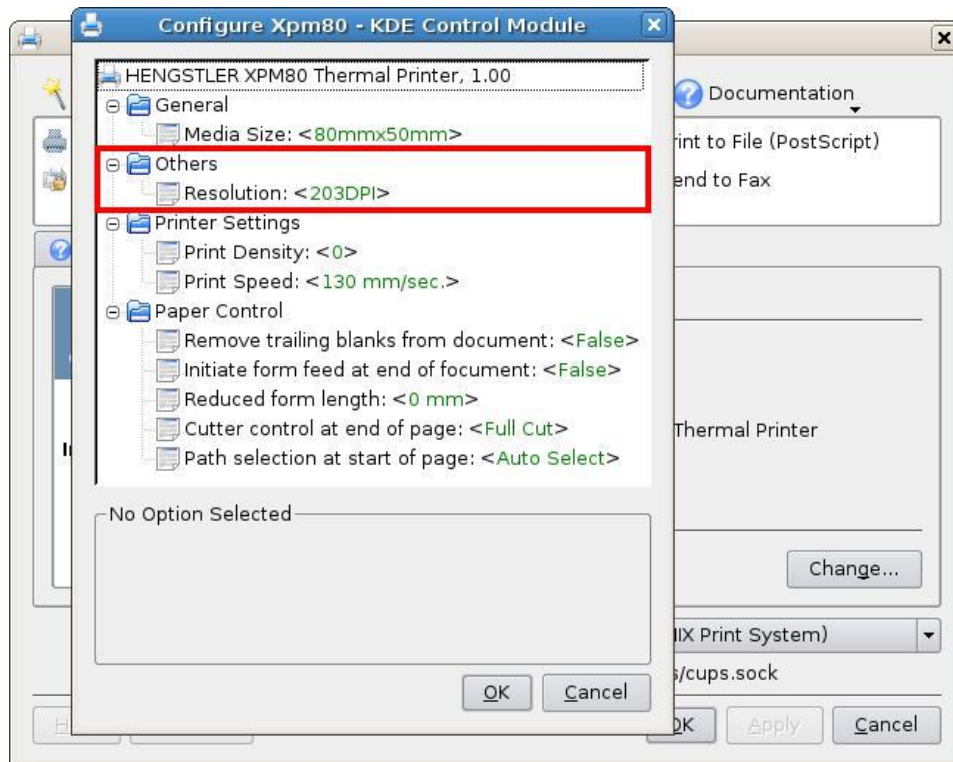 Configure Xpm80 - KDE Control Module
HENGSTLER XPM80 Thermal Printer, 1.00
General
Media Size: <80mmx50mm>
Others
Resolution: <203DPI>
Printer Settings
Print Density: <0>
Print Speed: <130 mm/sec.>
Paper Control
Remove trailing blanks from document: <False>
Initiate form feed at end of focument: <False>
Reduced form length: <0 mm>
Cutter control at end of page: <Full Cut>
Path selection at start of page: <Auto Select>
No Option Selected
OK Cancel
Documentation
rint to File (PostScript)
end to Fax
Thermal Printer
Change...
IIX Print System)
s/cups.sock
OK Apply Cancel